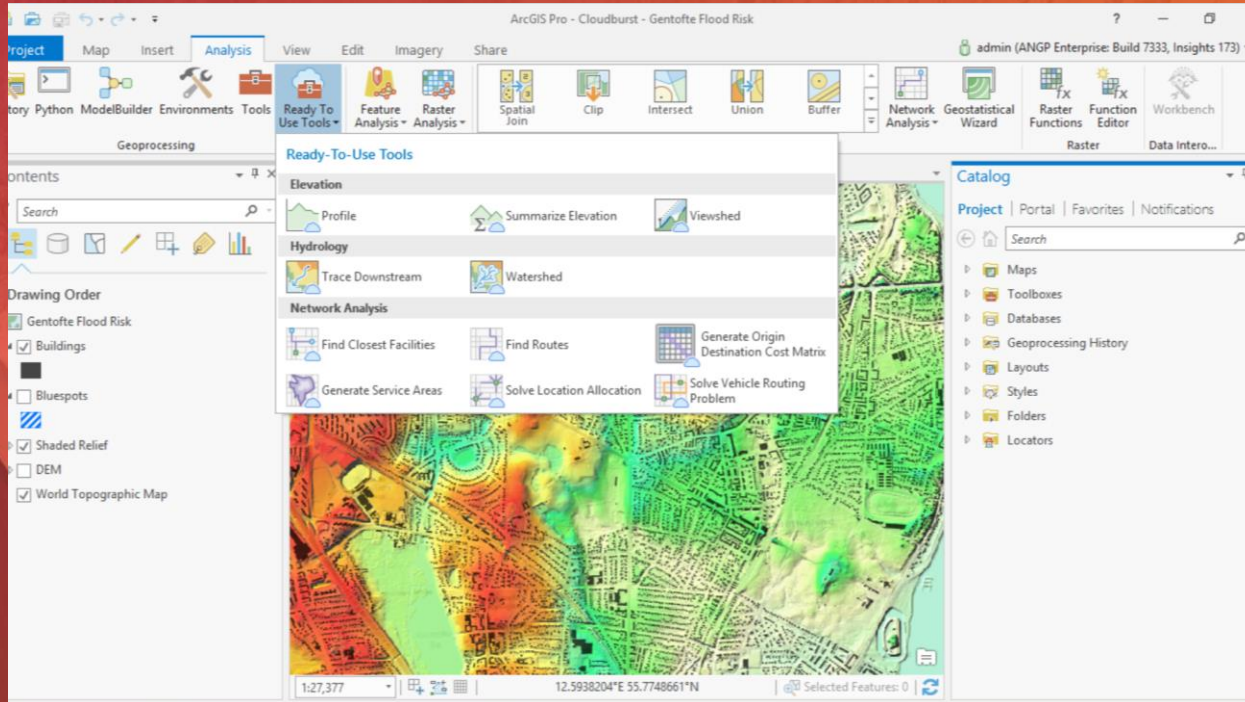 ArcGIS Pro - Cloudburst - Gentofte Flood Risk
?
Project Map Insert Analysis View Edit Imagery Share
admin (ANGP Enterprise: Build 7333, Insights 173)
tory Python ModelBuilder Environments Tools
Ready To Use Tools
Feature Analysis
Raster Analysis
Spatial Join
Clip
Intersect
Union
Buffer
Network Analysis
Geostatistical Wizard
Raster Functions
Function Editor
Workbench
Geoprocessing
Raster
Data Intero...
ontents
Search
Drawing Order
Gentofte Flood Risk
Buildings
Bluespots
Shaded Relief
DEM
World Topographic Map
Ready-To-Use Tools
Elevation
Profile
Summarize Elevation
Viewshed
Hydrology
Trace Downstream
Watershed
Network Analysis
Find Closest Facilities
Find Routes
Generate Origin
Destination Cost Matrix
Generate Service Areas
Solve Location Allocation
Solve Vehicle Routing
Problem
1:27,377
12.5938204°E 55.7748661°N
Selected Features: 0
Catalog
Project | Portal | Favorites | Notifications
Search
Maps
Toolboxes
Databases
Geoprocessing History
Layouts
Styles
Folders
Locators